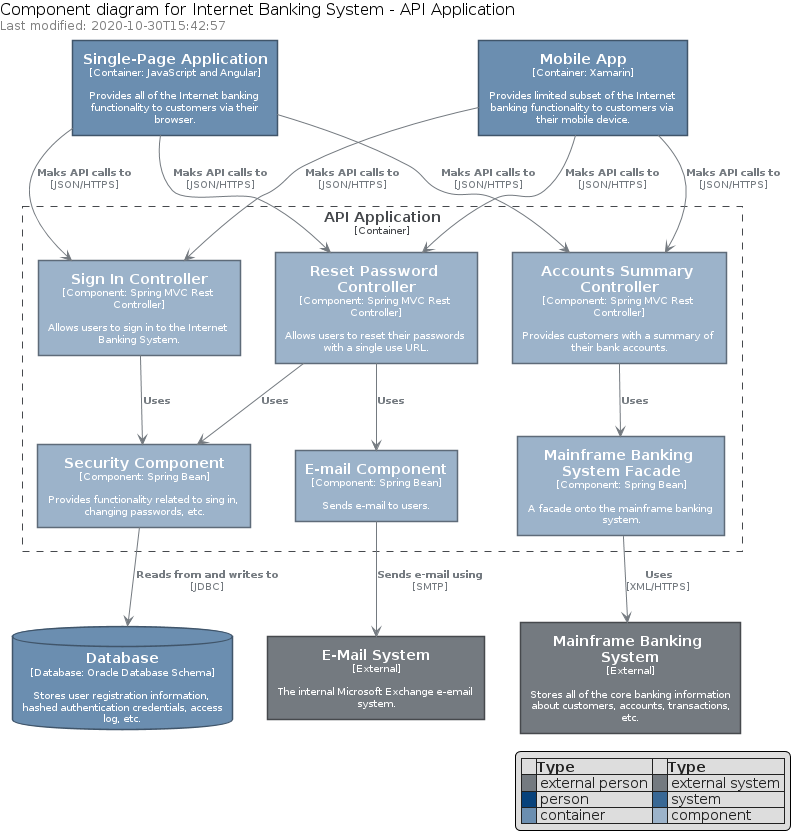 Component diagram for Internet Banking System - API Application
Last modified: 2020-10-30T15:42:57
Single-Page Application
[Container: JavaScript and Angular]
Provides all of the Internet banking
functionality to customers via their
browser.
Mobile App
[Container: Xamarin]
Provides limited subset of the Internet
banking functionality to customers via
their mobile device.
Maks API calls to
[JSON/HTTPS]
Maks API calls to
[JSON/HTTPS]
Maks API calls to
[JSON/HTTPS]
Maks API calls to
[JSON/HTTPS]
Maks API calls to
[JSON/HTTPS]
Maks API calls to
[JSON/HTTPS]
API Application
[Container]
Sign In Controller
[Component: Spring MVC Rest
Controller]
Allows users to sign in to the Internet
Banking System.
Reset Password
Controller
[Component: Spring MVC Rest
Controller]
Allows users to reset their passwords
with a single use URL.
Accounts Summary
Controller
[Component: Spring MVC Rest
Controller]
Provides customers with a summary of
their bank accounts.
Uses
Uses
Uses
Uses
Security Component
[Component: Spring Bean]
Provides functionality related to sing in,
changing passwords, etc.
E-mail Component
[Component: Spring Bean]
Sends e-mail to users.
Mainframe Banking
System Facade
[Component: Spring Bean]
A facade onto the mainframe banking
system.
Reads from and writes to
[JDBC]
Sends e-mail using
[SMTP]
Uses
[XML/HTTPS]
Database
[Database: Oracle Database Schema]
Stores user registration information,
hashed authentication credentials, access
log, etc.
E-Mail System
[External]
The internal Microsoft Exchange e-email
system.
Mainframe Banking
System
[External]
Stores all of the core banking information
about customers, accounts, transactions,
etc.
Type Type
external person external system
person system
container component